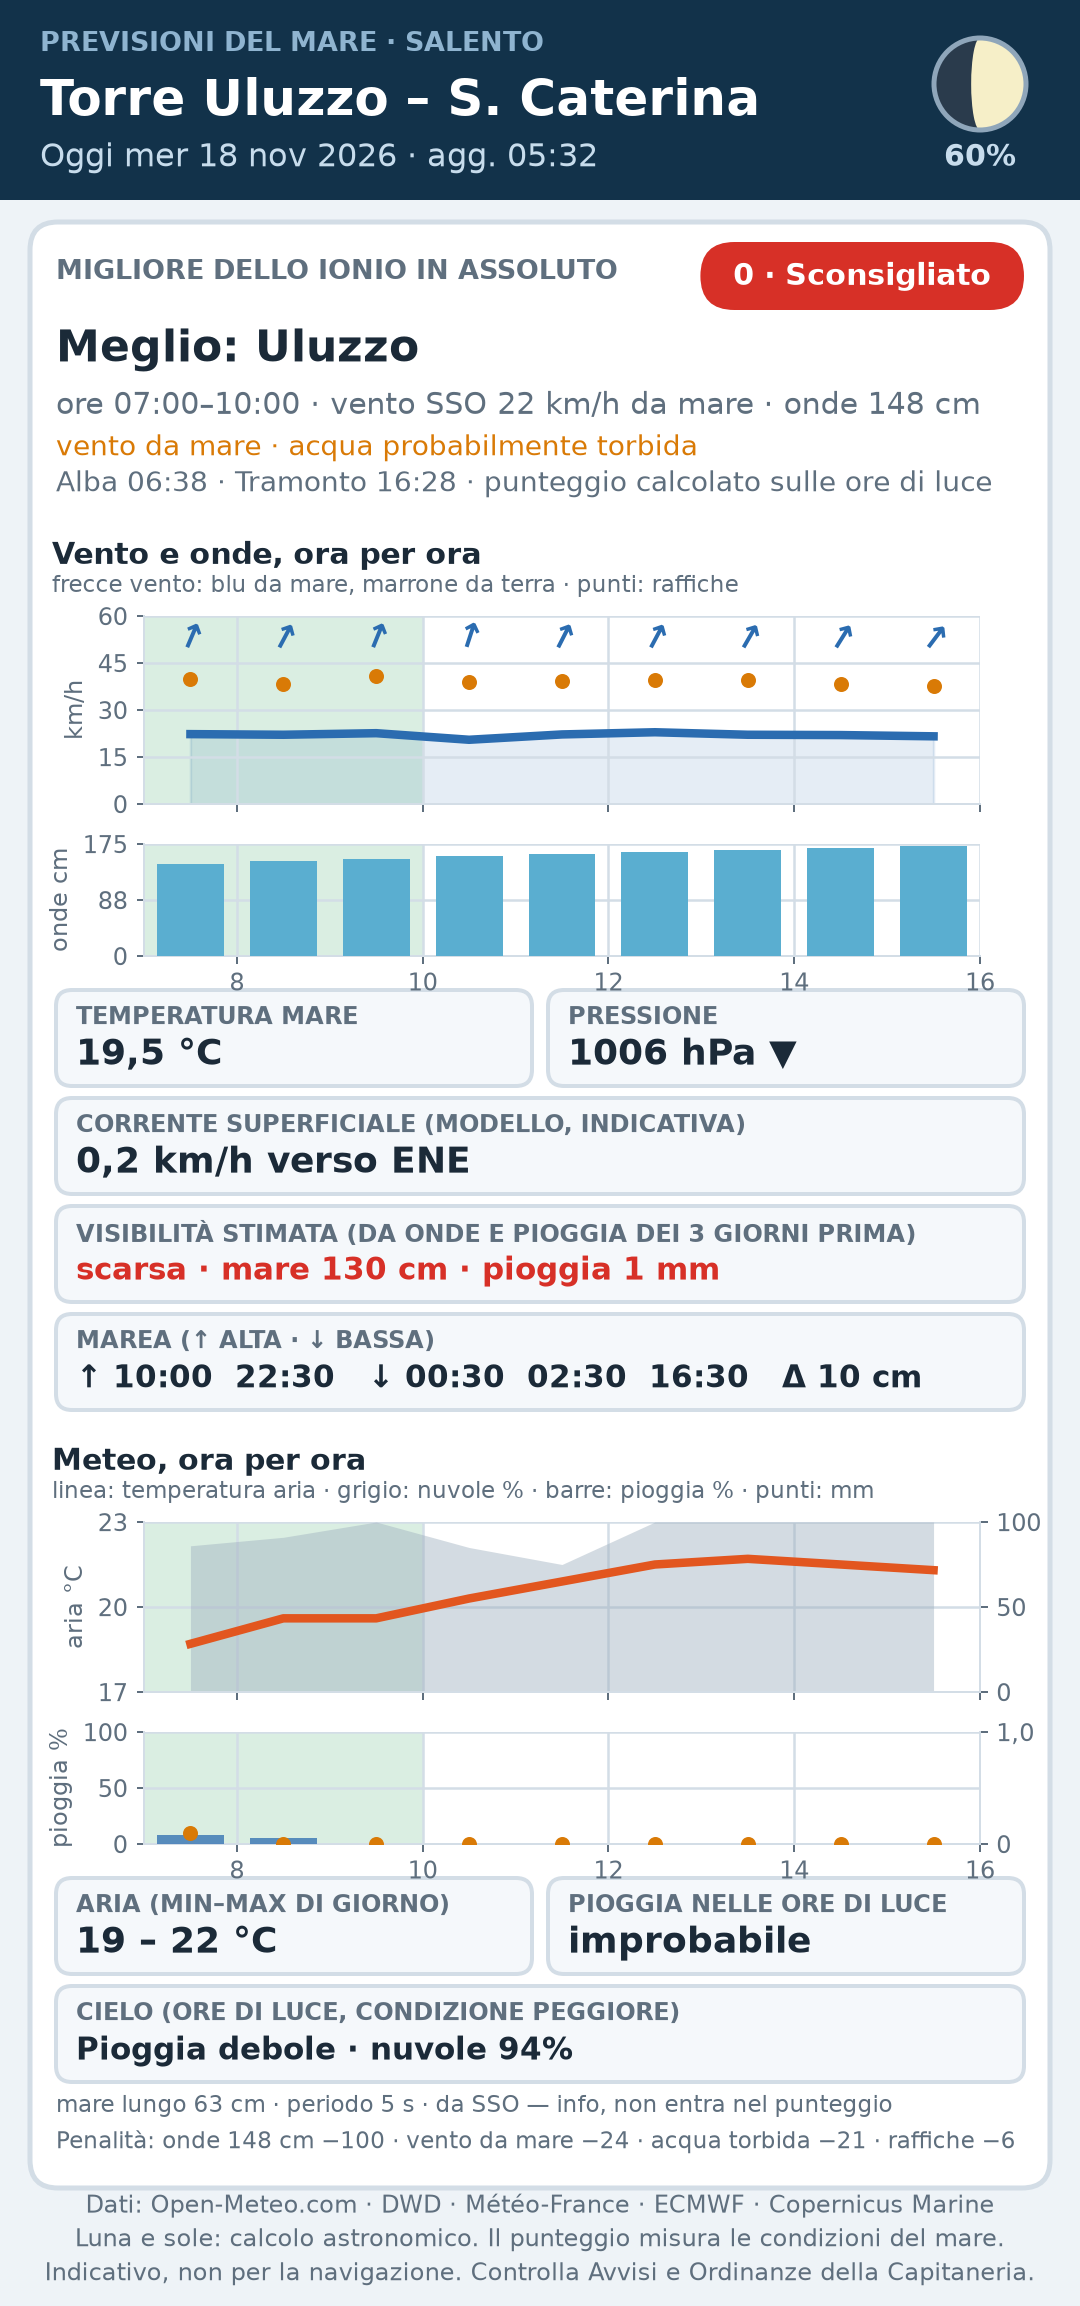 PREVISIONI DEL MARE · SALENTO
Torre Uluzzo – S. Caterina
Oggi mer 18 nov 2026 · agg. 05:32
60%
MIGLIORE DELLO IONIO IN ASSOLUTO
0 · Sconsigliato
Meglio: Uluzzo
ore 07:00–10:00 · vento SSO 22 km/h da mare · onde 148 cm
vento da mare · acqua probabilmente torbida
Alba 06:38 · Tramonto 16:28 · punteggio calcolato sulle ore di luce
Vento e onde, ora per ora
frecce vento: blu da mare, marrone da terra · punti: raffiche
km/h
60
45
30
15
0
onde cm
175
88
0
8 10 12 14 16
TEMPERATURA MARE
19,5 °C
PRESSIONE
1006 hPa ▼
CORRENTE SUPERFICIALE (MODELLO, INDICATIVA)
0,2 km/h verso ENE
VISIBILITÀ STIMATA (DA ONDE E PIOGGIA DEI 3 GIORNI PRIMA)
scarsa · mare 130 cm · pioggia 1 mm
MAREA (↑ ALTA · ↓ BASSA)
↑ 10:00 22:30 ↓ 00:30 02:30 16:30 Δ 10 cm
Meteo, ora per ora
linea: temperatura aria · grigio: nuvole % · barre: pioggia % · punti: mm
aria °C
23
20
17
100
50
0
pioggia %
100
50
0
1,0
0
8 10 12 14 16
ARIA (MIN–MAX DI GIORNO)
19 – 22 °C
PIOGGIA NELLE ORE DI LUCE
improbabile
CIELO (ORE DI LUCE, CONDIZIONE PEGGIORE)
Pioggia debole · nuvole 94%
mare lungo 63 cm · periodo 5 s · da SSO — info, non entra nel punteggio
Penalità: onde 148 cm −100 · vento da mare −24 · acqua torbida −21 · raffiche −6
Dati: Open-Meteo.com · DWD · Météo-France · ECMWF · Copernicus Marine
Luna e sole: calcolo astronomico. Il punteggio misura le condizioni del mare.
Indicativo, non per la navigazione. Controlla Avvisi e Ordinanze della Capitaneria.